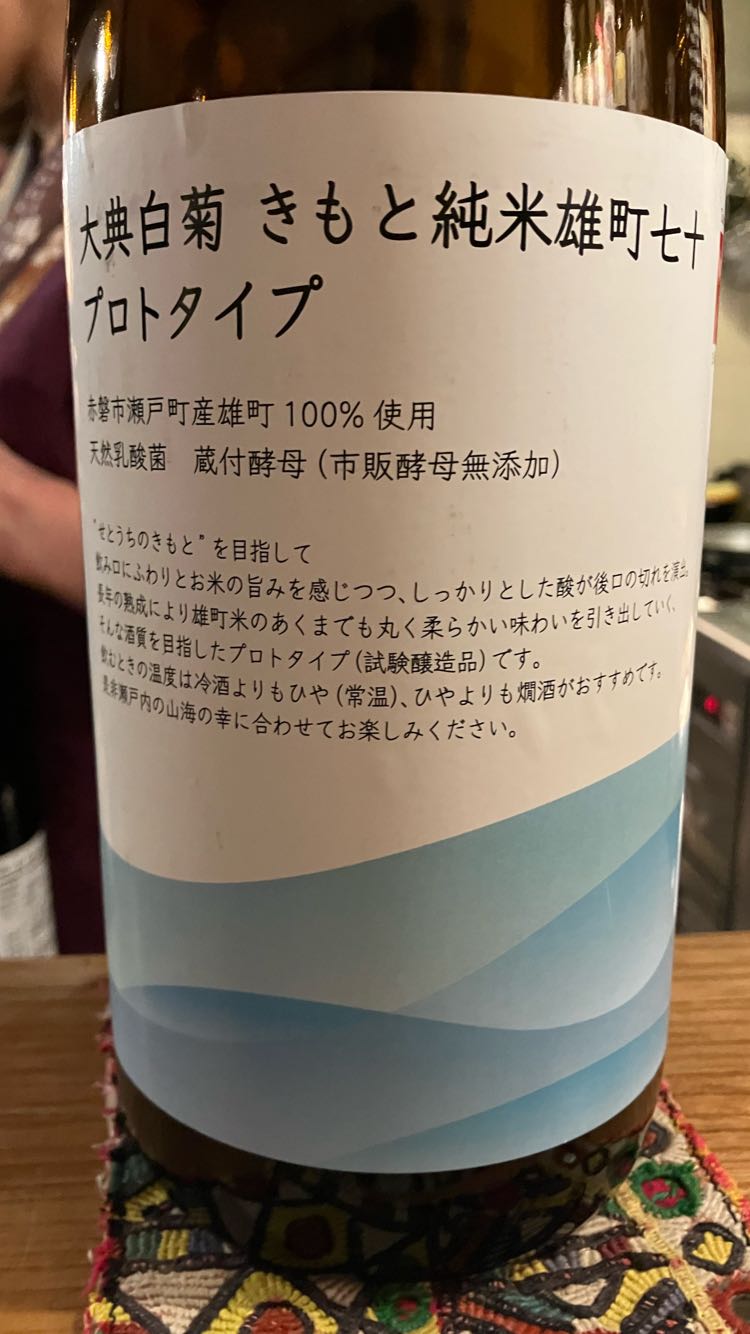 大典白菊 きもと純米雄町七十
プロトタイプ
赤磐市瀬戸町産雄町 100% 使用
天然乳酸菌　蔵付酵母 (市販酵母無添加)
"せとうちのきもと" を目指して
飲み口にふわりとお米の旨みを感じつつ、しっかりとした酸が後口の切れを演出。
長年の熟成により雄町米のあくまでも丸く柔らかい味わいを引き出していく、
そんな酒質を目指したプロトタイプ (試験醸造品) です。
飲むときの温度は冷酒よりもひや (常温)、ひやよりも燗酒がおすすめです。
是非瀬戸内の山海の幸に合わせてお楽しみください。